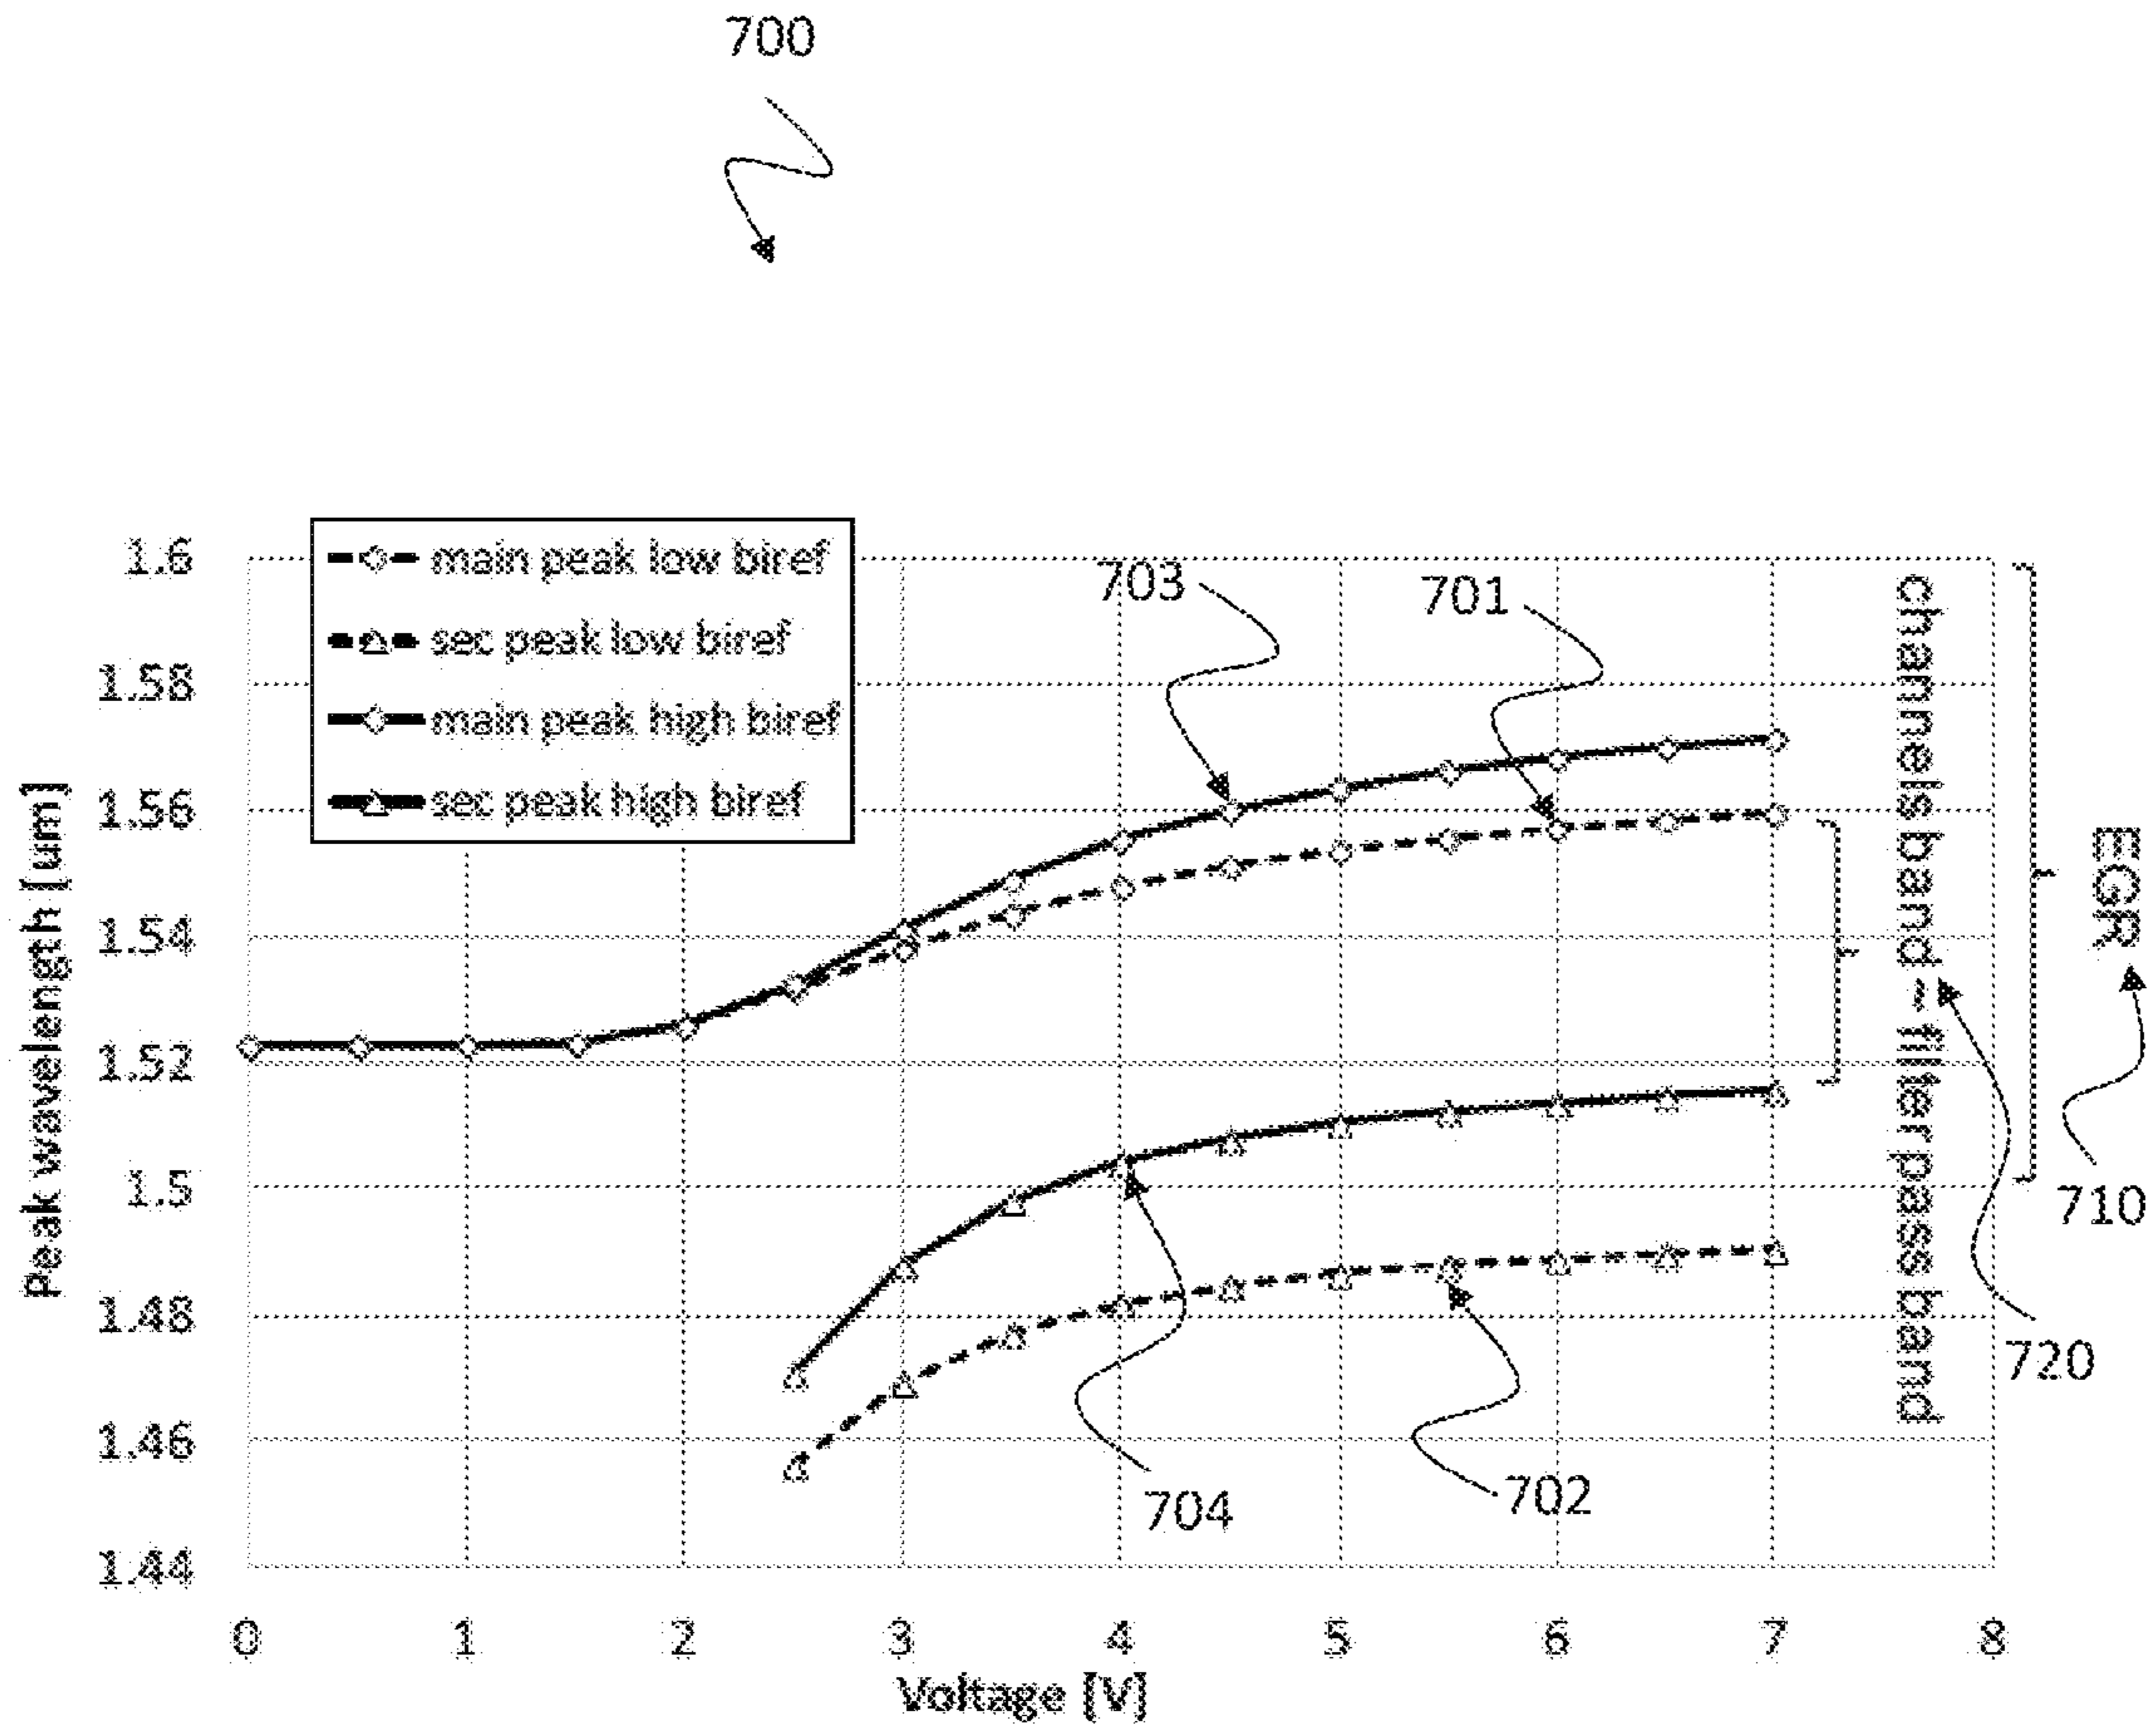 700
main peak low biref
sec peak low biref
main peak high biref
sec peak high biref
703
701
1.6
1.58
1.56
1.54
1.52
1.5
1.48
1.46
1.44
Peak wavelength [um]
0 1 2 3 4 5 6 7 8
Voltage [V]
channels band ~ filter pass band
EGR
710
720
704
702